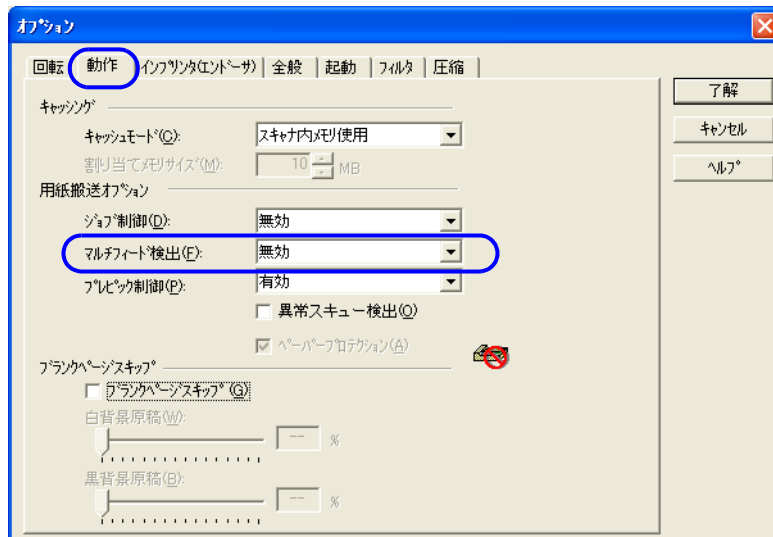 ｵﾌﾟｼｮﾝ
回転 動作 ｲﾝﾌﾟﾘﾝﾀ(ｴﾝﾄﾞｰｻ) 全般 起動 ﾌｨﾙﾀ 圧縮
了解
ｷｬｯｼﾝｸﾞ
ｷｬｯｼｭﾓｰﾄﾞ(C): ｽｷｬﾅ内ﾒﾓﾘ使用
ｷｬﾝｾﾙ
割り当てﾒﾓﾘｻｲｽﾞ(M): 10 MB
ﾍﾙﾌﾟ
用紙搬送ｵﾌﾟｼｮﾝ
ｼﾞｮﾌﾞ制御(D): 無効
ﾏﾙﾁﾌｨｰﾄﾞ検出(F): 無効
ﾌﾟﾚﾋﾟｯｸ制御(P): 有効
異常スキュー検出(O)
ﾍﾟｰﾊﾟｰﾌﾟﾛﾃｸｼｮﾝ(A)
ﾌﾞﾗﾝｸﾍﾟｰｼﾞｽｷｯﾌﾟ
ﾌﾞﾗﾝｸﾍﾟｰｼﾞｽｷｯﾌﾟ(G)
白背景原稿(W):
-- %
黒背景原稿(B):
-- %